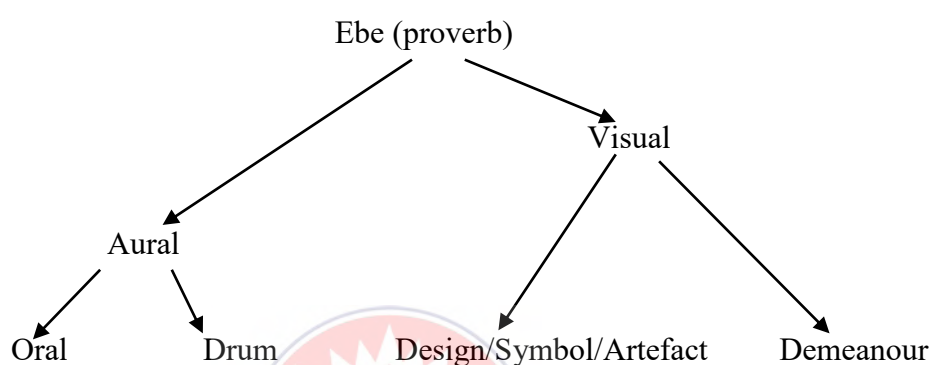 Ebe (proverb)
Visual
Aural
Oral Drum Design/Symbol/Artefact Demeanour